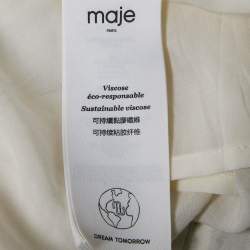 maje
PARIS
Viscose
éco-responsable
Sustainable viscose
可持續黏膠纖維
可持续粘胶纤维
DREAM TOMORROW